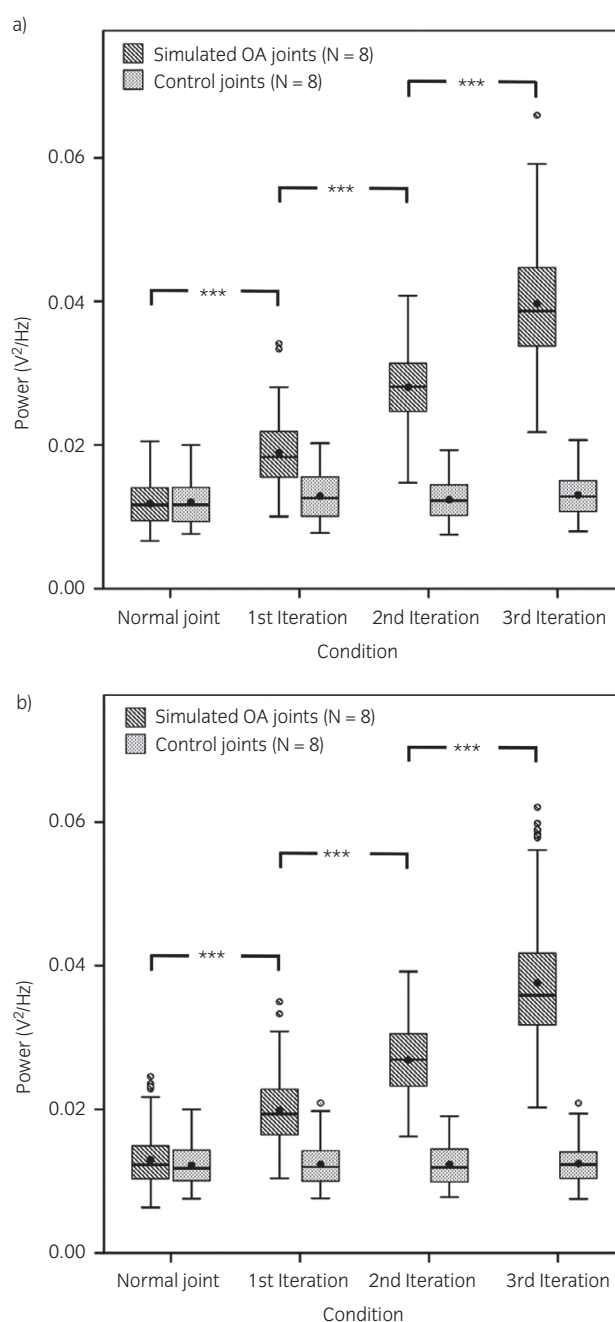 a)
Simulated OA joints (N = 8)
Control joints (N = 8)
***
***
***
0.06
0.04
0.02
0.00
Power (V²/Hz)
Normal joint 1st Iteration 2nd Iteration 3rd Iteration
Condition
b)
Simulated OA joints (N = 8)
Control joints (N = 8)
***
***
***
0.06
0.04
0.02
0.00
Power (V²/Hz)
Normal joint 1st Iteration 2nd Iteration 3rd Iteration
Condition